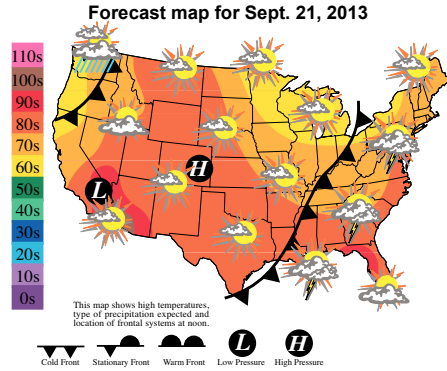 Forecast map for Sept. 21, 2013
110s
100s
90s
80s
70s
60s
50s
40s
30s
20s
10s
0s
L
H
This map shows high temperatures,
type of precipitation expected and
location of frontal systems at noon.
L
H
Cold Front
Stationary Front
Warm Front
Low Pressure
High Pressure